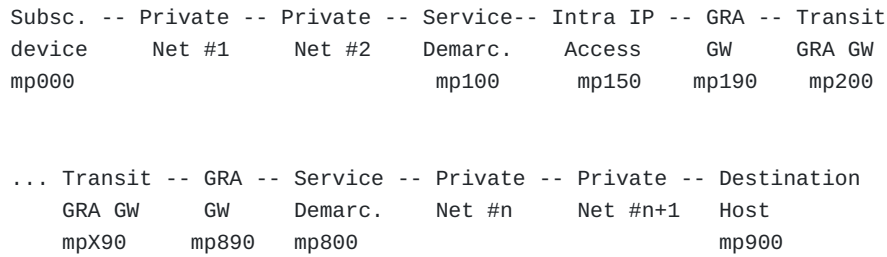 Subsc. -- Private -- Private -- Service-- Intra IP -- GRA -- Transit
device     Net #1     Net #2      Demarc.    Access     GW     GRA GW
mp000                              mp100      mp150    mp190    mp200
... Transit -- GRA -- Service -- Private -- Private -- Destination
    GRA GW     GW     Demarc.    Net #n     Net #n+1   Host
    mpX90     mp890   mp800                            mp900